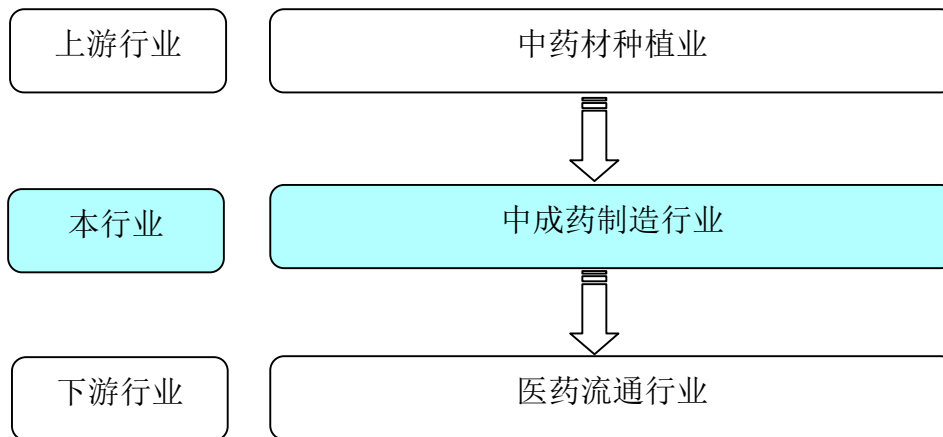 上游行业
中药材种植业
本行业
中成药制造行业
下游行业
医药流通行业